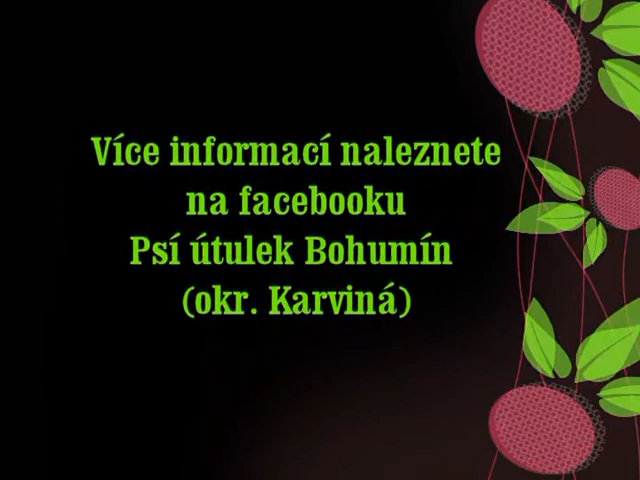 Více informací naleznete
na facebooku
Psí útulek Bohumín
(okr. Karviná)